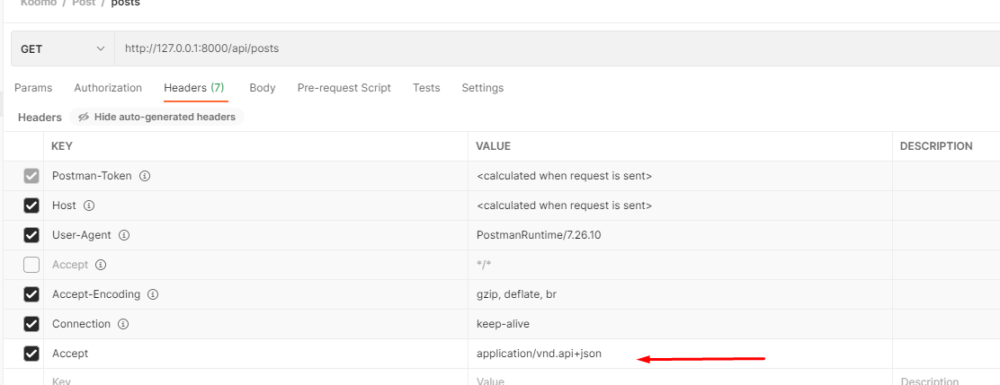 Koomo / Post / posts
GET http://127.0.0.1:8000/api/posts
Params Authorization Headers (7) Body Pre-request Script Tests Settings
Headers Hide auto-generated headers
KEY VALUE DESCRIPTION
Postman-Token <calculated when request is sent>
Host <calculated when request is sent>
User-Agent PostmanRuntime/7.26.10
Accept */*
Accept-Encoding gzip, deflate, br
Connection keep-alive
Accept application/vnd.api+json
Key Value Description